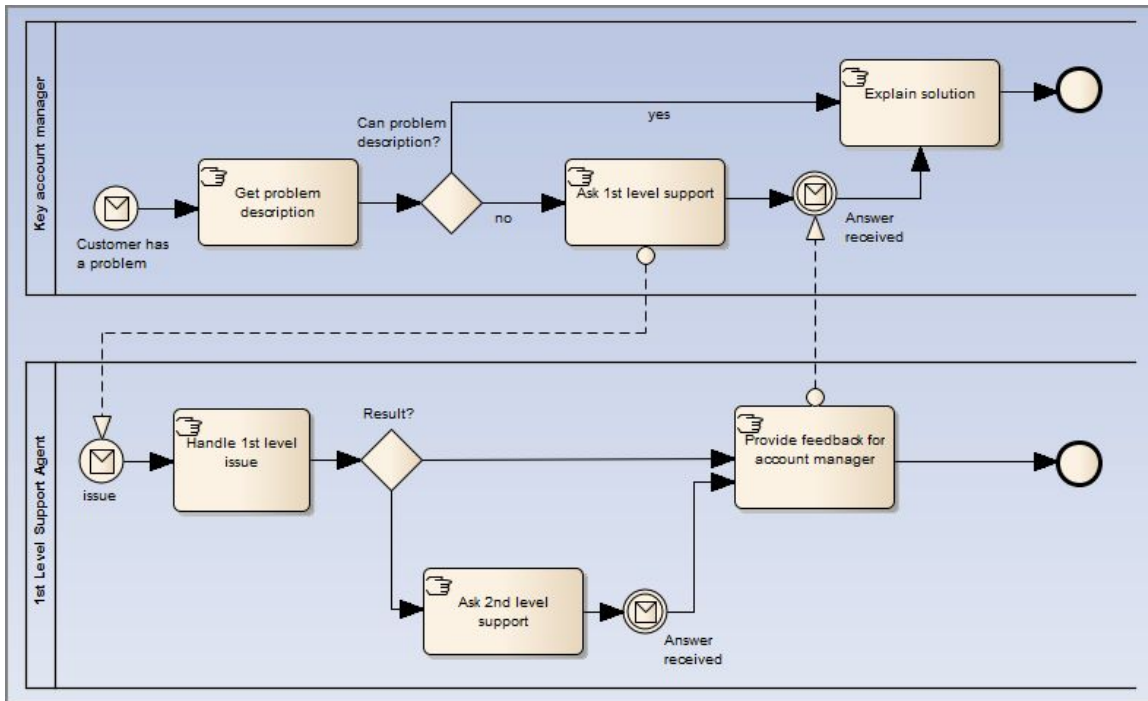 Key account manager
Customer has
a problem
Get problem
description
Can problem
description?
yes
no
Ask 1st level support
Answer
received
Explain solution
1st Level Support Agent
issue
Handle 1st level
issue
Result?
Ask 2nd level
support
Answer
received
Provide feedback for
account manager